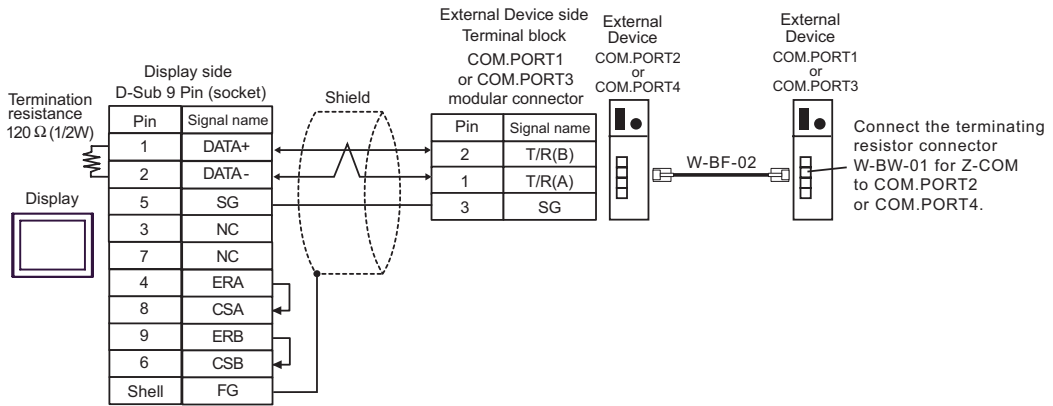 Termination
resistance
120 Ω (1/2W)
Display
Display side
D-Sub 9 Pin (socket)
Pin Signal name
1 DATA+
2 DATA-
5 SG
3 NC
7 NC
4 ERA
8 CSA
9 ERB
6 CSB
Shell FG
Shield
External Device side
Terminal block
COM.PORT1
or COM.PORT3
modular connector
Pin Signal name
2 T/R(B)
1 T/R(A)
3 SG
External
Device
COM.PORT2
or
COM.PORT4
W-BF-02
External
Device
COM.PORT1
or
COM.PORT3
Connect the terminating
resistor connector
W-BW-01 for Z-COM
to COM.PORT2
or COM.PORT4.